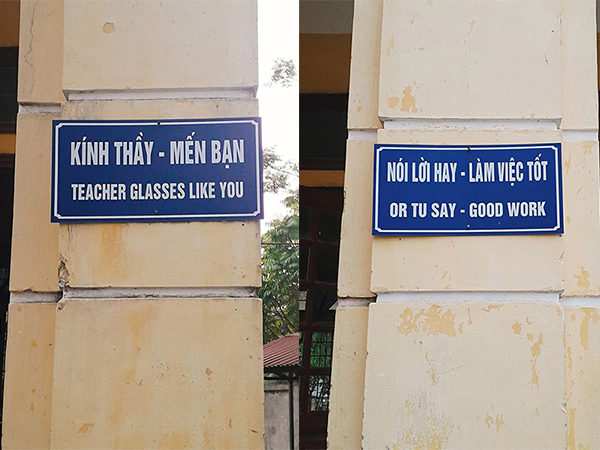 KÍNH THẦY - MẾN BẠN
TEACHER GLASSES LIKE YOU
NÓI LỜI HAY - LÀM VIỆC TỐT
OR TU SAY - GOOD WORK